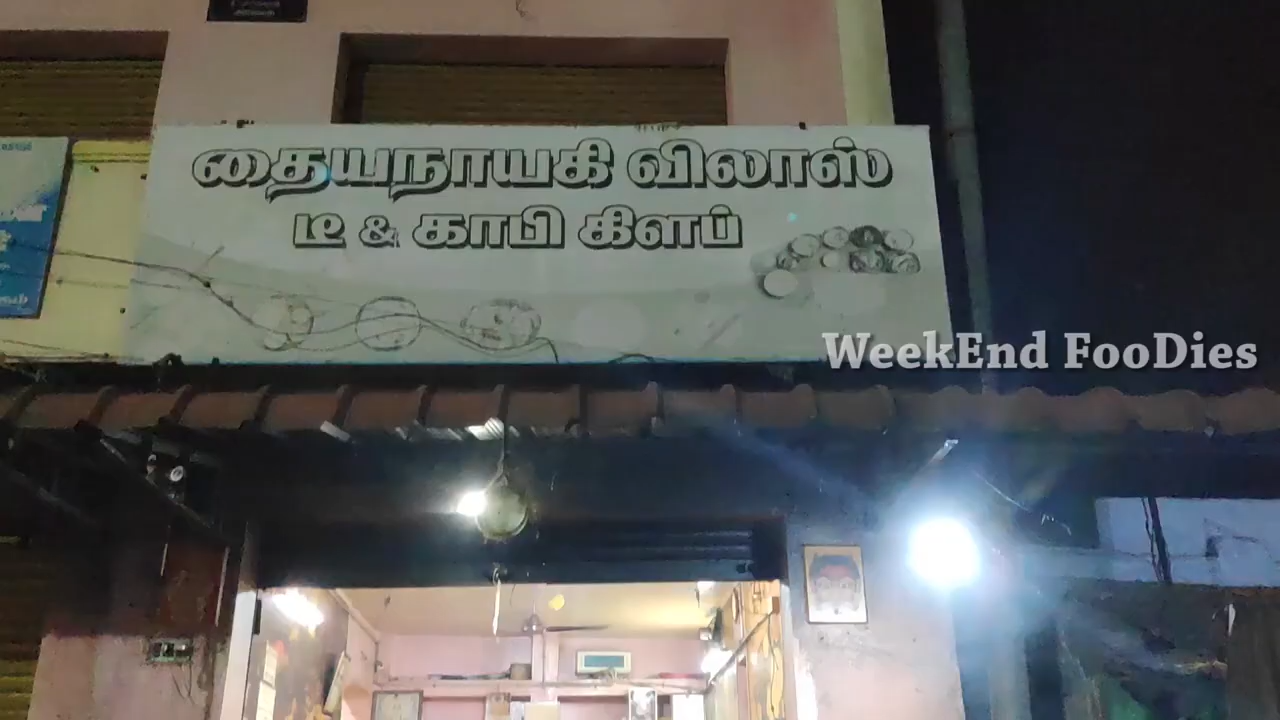 தையநாயகி விலாஸ்
டீ & காபி கிளப்
WeekEnd FooDies